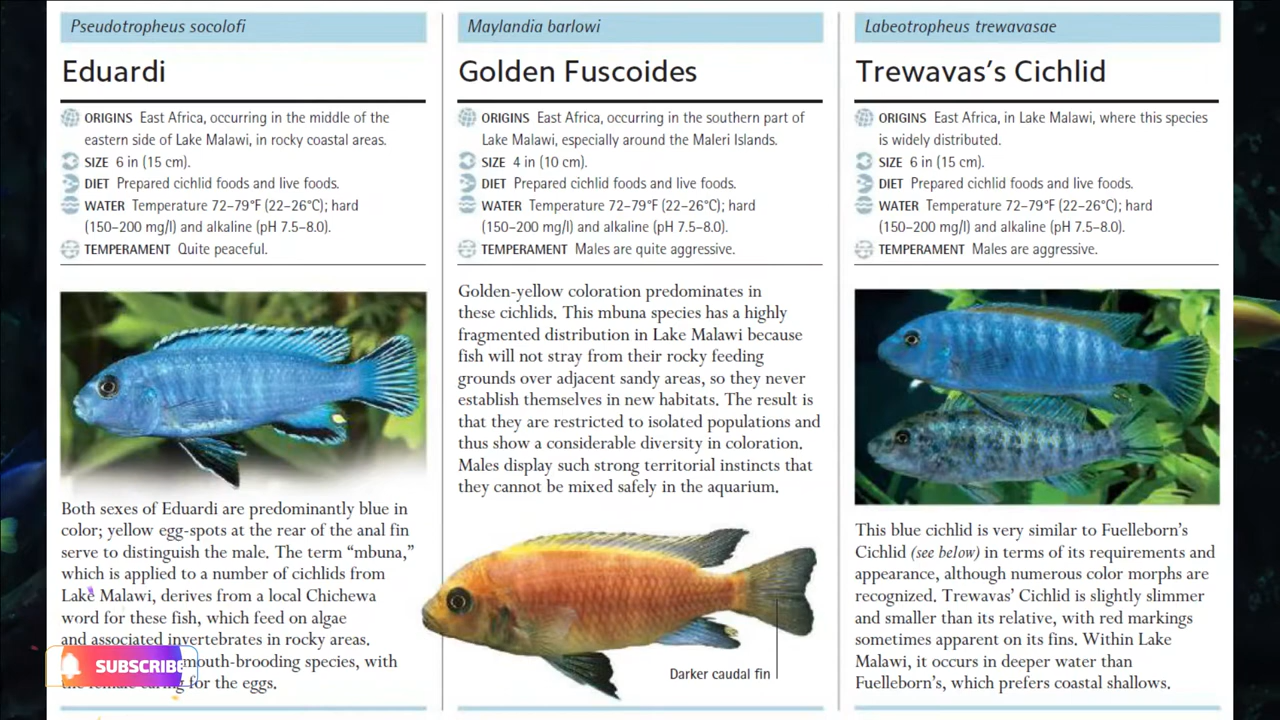 Pseudotropheus socolofi
Eduardi
ORIGINS East Africa, occurring in the middle of the
eastern side of Lake Malawi, in rocky coastal areas.
SIZE 6 in (15 cm).
DIET Prepared cichlid foods and live foods.
WATER Temperature 72–79°F (22–26°C); hard
(150–200 mg/l) and alkaline (pH 7.5–8.0).
TEMPERAMENT Quite peaceful.
Both sexes of Eduardi are predominantly blue in
color; yellow egg-spots at the rear of the anal fin
serve to distinguish the male. The term “mbuna,”
which is applied to a number of cichlids from
Lake Malawi, derives from a local Chichewa
word for these fish, which feed on algae
and associated invertebrates in rocky areas.
mouth-brooding species, with
for the eggs.
SUBSCRIBE
Maylandia barlowi
Golden Fuscoides
ORIGINS East Africa, occurring in the southern part of
Lake Malawi, especially around the Maleri Islands.
SIZE 4 in (10 cm).
DIET Prepared cichlid foods and live foods.
WATER Temperature 72–79°F (22–26°C); hard
(150–200 mg/l) and alkaline (pH 7.5–8.0).
TEMPERAMENT Males are quite aggressive.
Golden-yellow coloration predominates in
these cichlids. This mbuna species has a highly
fragmented distribution in Lake Malawi because
fish will not stray from their rocky feeding
grounds over adjacent sandy areas, so they never
establish themselves in new habitats. The result is
that they are restricted to isolated populations and
thus show a considerable diversity in coloration.
Males display such strong territorial instincts that
they cannot be mixed safely in the aquarium.
Darker caudal fin
Labeotropheus trewavasae
Trewavas’s Cichlid
ORIGINS East Africa, in Lake Malawi, where this species
is widely distributed.
SIZE 6 in (15 cm).
DIET Prepared cichlid foods and live foods.
WATER Temperature 72–79°F (22–26°C); hard
(150–200 mg/l) and alkaline (pH 7.5–8.0).
TEMPERAMENT Males are aggressive.
This blue cichlid is very similar to Fuelleborn’s
Cichlid (see below) in terms of its requirements and
appearance, although numerous color morphs are
recognized. Trewavas’ Cichlid is slightly slimmer
and smaller than its relative, with red markings
sometimes apparent on its fins. Within Lake
Malawi, it occurs in deeper water than
Fuelleborn’s, which prefers coastal shallows.